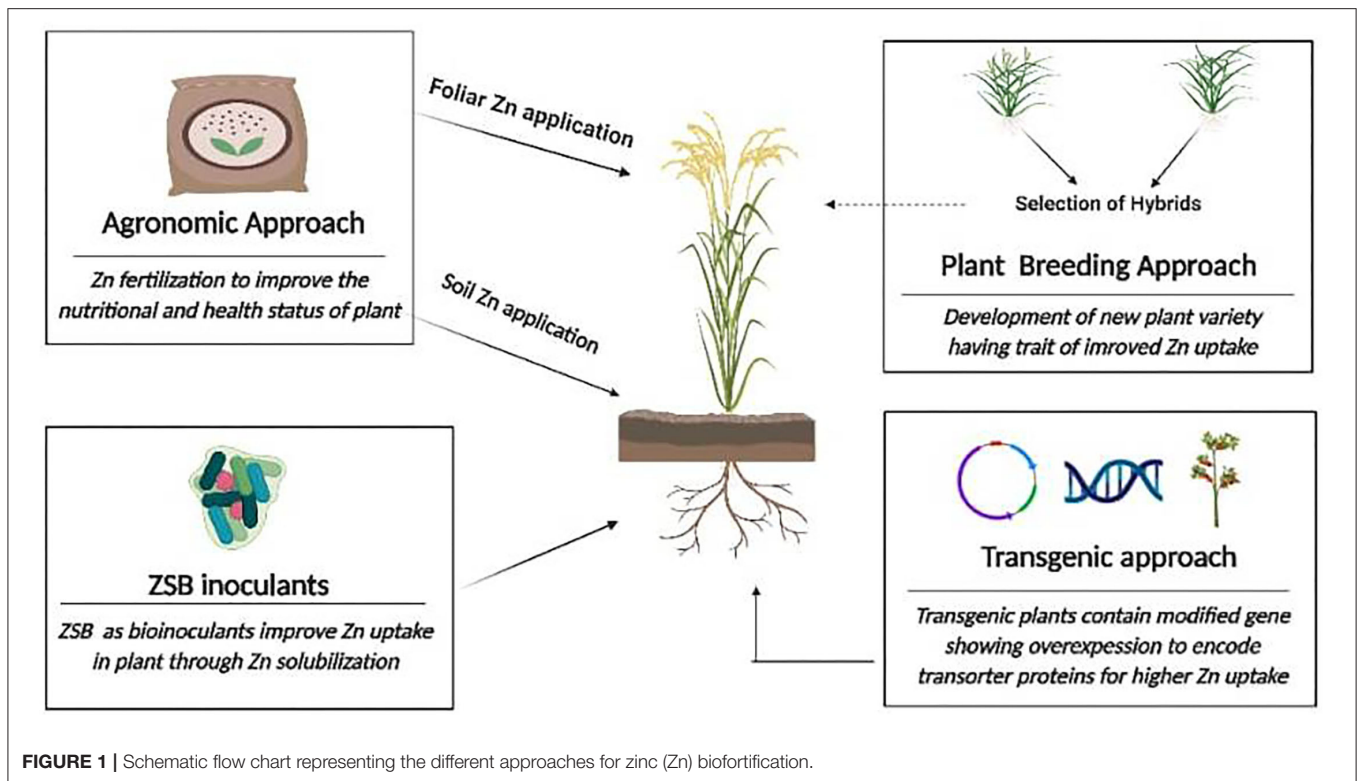 Agronomic Approach
Zn fertilization to improve the
nutritional and health status of plant
Foliar Zn application
Soil Zn application
Selection of Hybrids
Plant Breeding Approach
Development of new plant variety
having trait of imroved Zn uptake
ZSB inoculants
ZSB as bioinoculants improve Zn uptake
in plant through Zn solubilization
Transgenic approach
Transgenic plants contain modified gene
showing overexpession to encode
transorter proteins for higher Zn uptake
FIGURE 1 | Schematic flow chart representing the different approaches for zinc (Zn) biofortification.